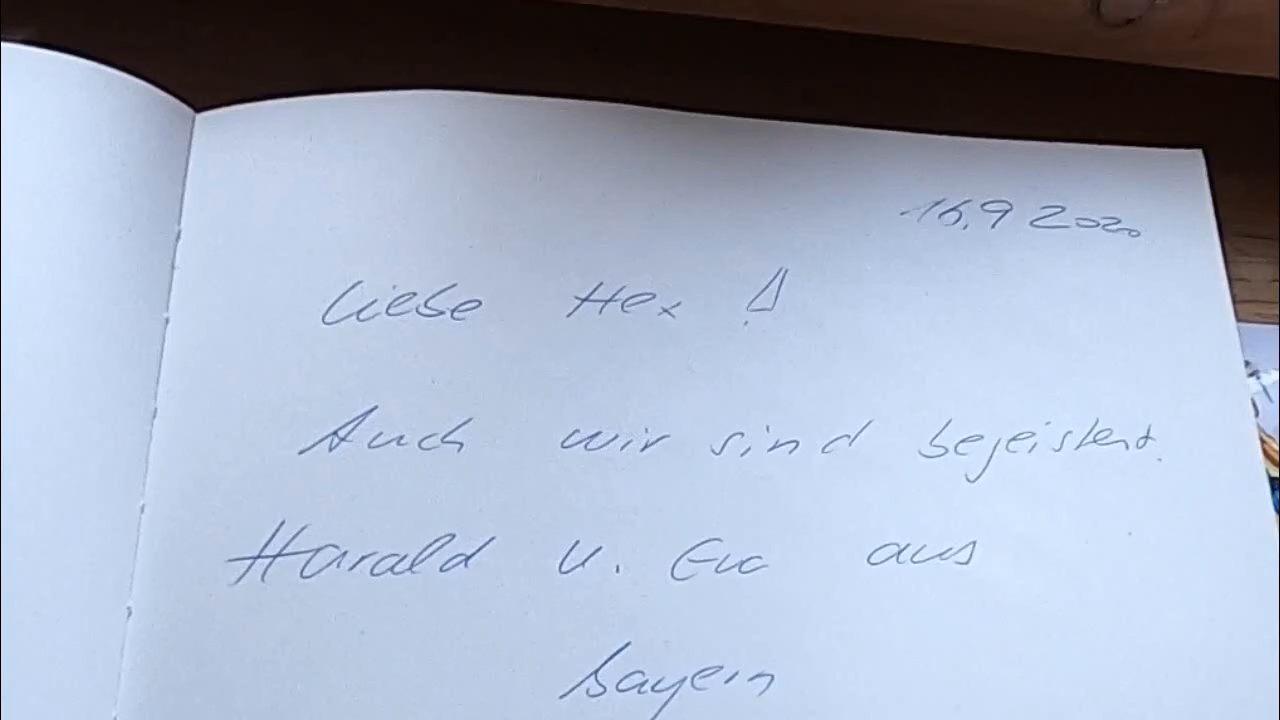 16.9 2020
Liebe Hex !
Auch wir sind begeistert.
Harald u. Eva aus
Bayern